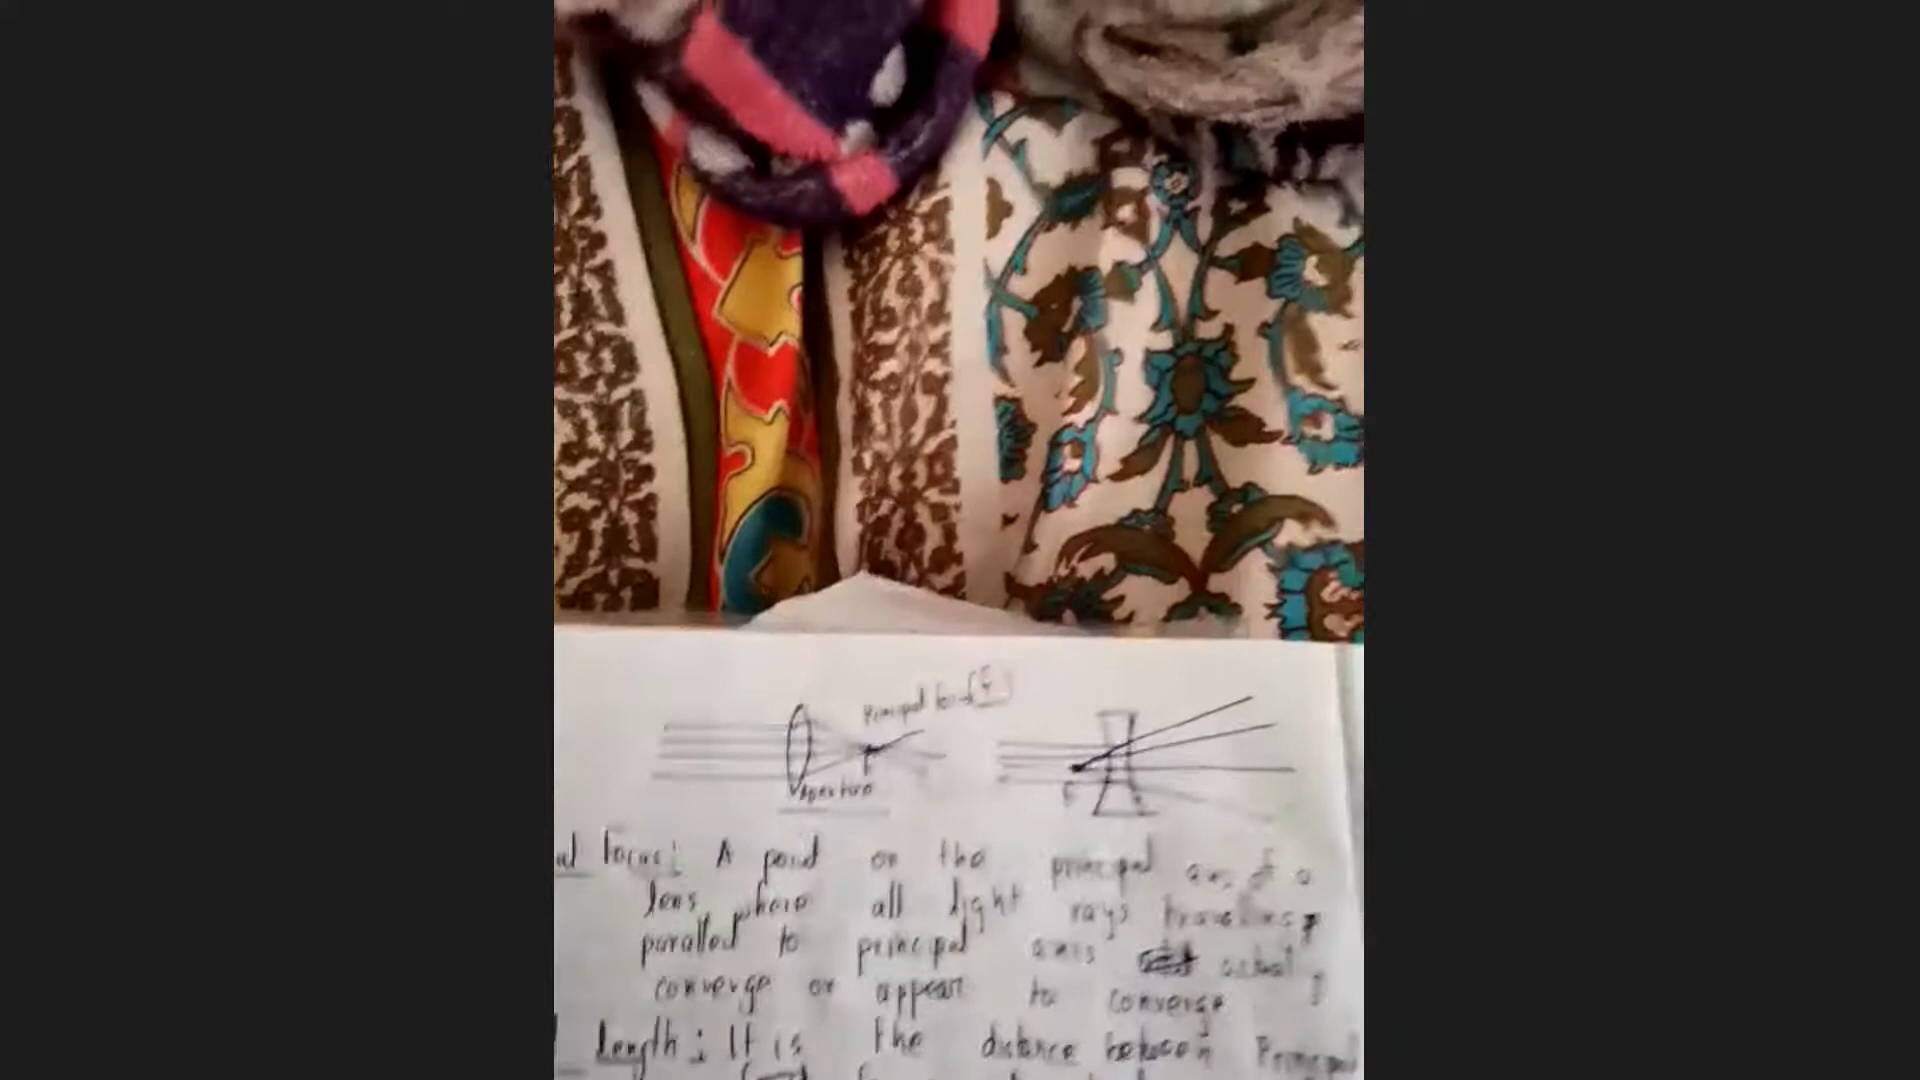 Principal focus (F)
Aperture
F
F
al Focus: A point on the principal axis of a
lens where all light rays travelling
parallel to principal axis actual
converge or appear to converge
l length: It is the distance between Principal